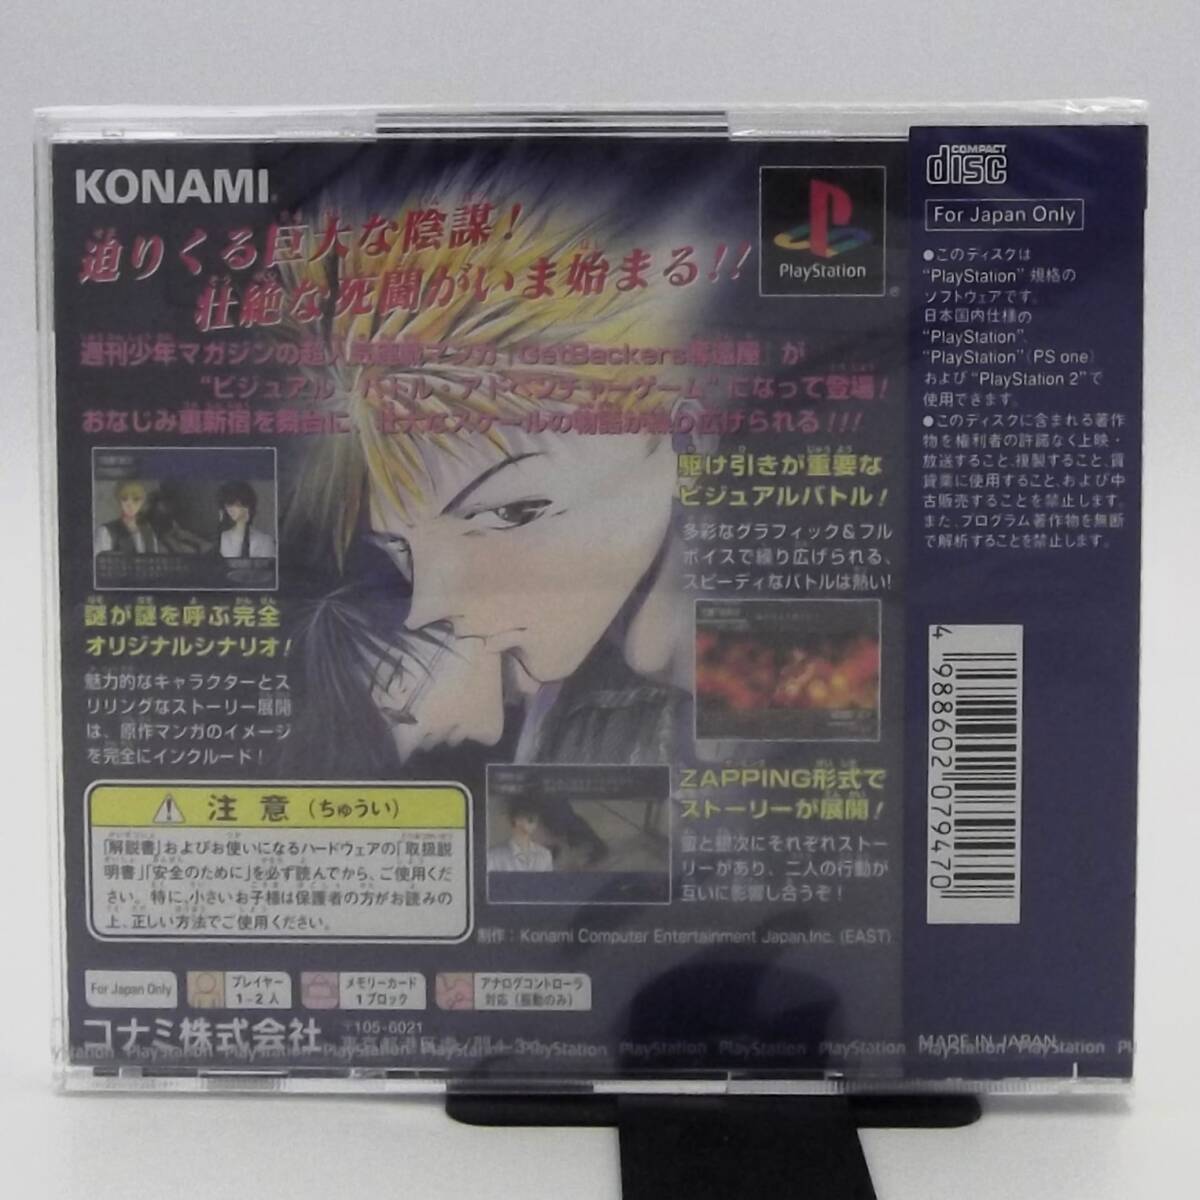 KONAMI
迫りくる巨大な陰謀!
壮絶な死闘がいま始まる!!
週刊少年マガジンの超人気連載マンガ「GetBackers奪還屋」が
"ビジュアル・バトル・アドベンチャーゲーム"になって登場!
おなじみ裏新宿を舞台に、壮大なスケールの物語が繰り広げられる!!!
PlayStation
謎が謎を呼ぶ完全
オリジナルシナリオ!
魅力的なキャラクターとス
リリングなストーリー展開
は、原作マンガのイメージ
を完全にインクルード!
駆け引きが重要な
ビジュアルバトル!
多彩なグラフィック&フル
ボイスで繰り広げられる、
スピーディなバトルは熱い!
ZAPPING形式で
ストーリーが展開!
蛮と銀次にそれぞれストー
リーがあり、二人の行動が
互いに影響し合うぞ!
注意(ちゅうい)
「解説書」およびお使いになるハードウェアの「取扱説
明書」「安全のために」を必ず読んでから、ご使用くだ
さい。特に、小さいお子様は保護者の方がお読みの
上、正しい方法でご使用ください。
制作:Konami Computer Entertainment Japan,Inc. (EAST)
For Japan Only
プレイヤー
1-2人
メモリーカード
1ブロック
アナログコントローラ
対応(振動のみ)
コナミ株式会社
〒105-6021
PlayStation PlayStation PlayStation PlayStation PlayStation PlayStation PlayStation PlayStation PlayStation PlayStation
COMPACT
disc
For Japan Only
●このディスクは
"PlayStation"規格の
ソフトウェアです。
日本国内仕様の
"PlayStation"、
"PlayStation"(PS one)
および"PlayStation 2"で
使用できます。
●このディスクに含まれる著作
物を権利者の許諾なく上映・
放送すること、複製すること、賃
貸業に使用すること、および中
古販売することを禁止します。
また、プログラム著作物を無断
で解析することを禁止します。
4 988602 079470
MADE IN JAPAN